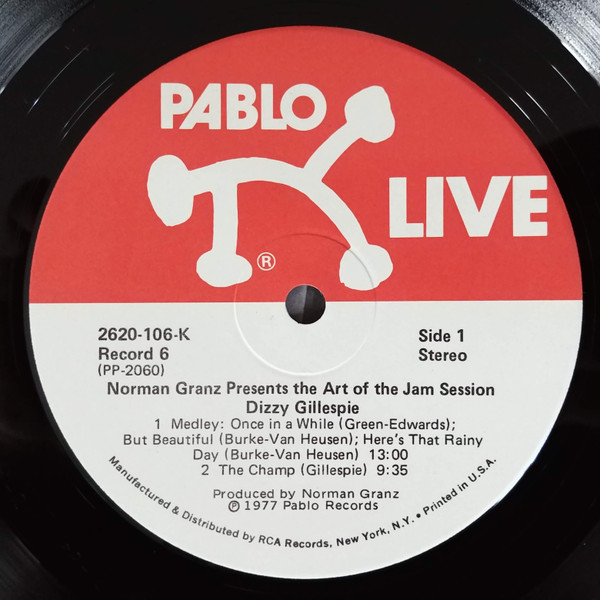 PABLO
LIVE
®
2620-106-K
Record 6
(PP-2060)
Side 1
Stereo
Norman Granz Presents the Art of the Jam Session
Dizzy Gillespie
1 Medley: Once in a While (Green-Edwards);
But Beautiful (Burke-Van Heusen); Here's That Rainy
Day (Burke-Van Heusen) 13:00
2 The Champ (Gillespie) 9:35
Produced by Norman Granz
℗ 1977 Pablo Records
Manufactured & Distributed by RCA Records, New York, N.Y. • Printed in U.S.A.